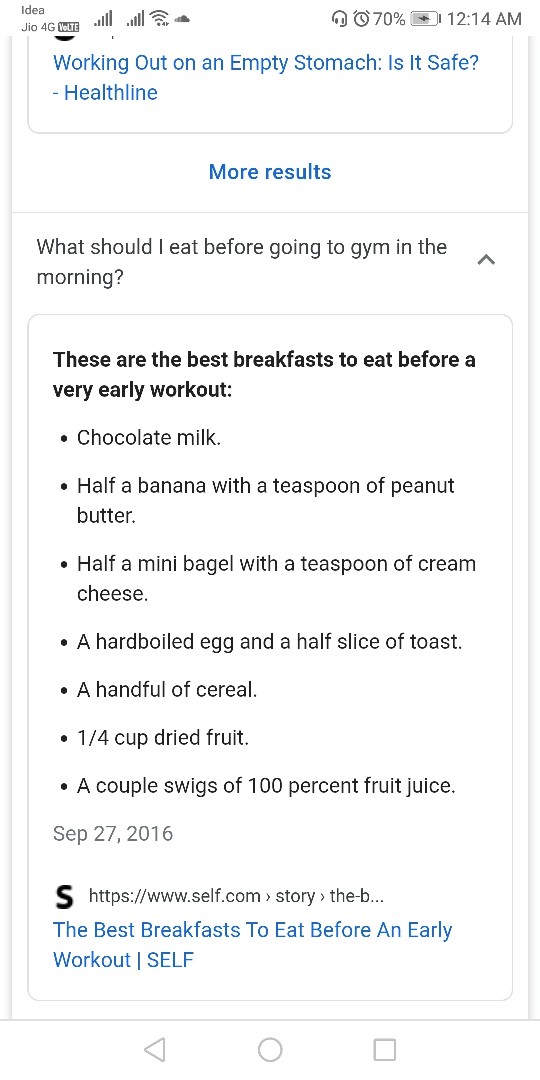 Idea
Jio 4G VoLTE
70% 12:14 AM
Working Out on an Empty Stomach: Is It Safe?
- Healthline
More results
What should I eat before going to gym in the
morning?
These are the best breakfasts to eat before a
very early workout:
• Chocolate milk.
• Half a banana with a teaspoon of peanut
butter.
• Half a mini bagel with a teaspoon of cream
cheese.
• A hardboiled egg and a half slice of toast.
• A handful of cereal.
• 1/4 cup dried fruit.
• A couple swigs of 100 percent fruit juice.
Sep 27, 2016
S https://www.self.com › story › the-b...
The Best Breakfasts To Eat Before An Early
Workout | SELF